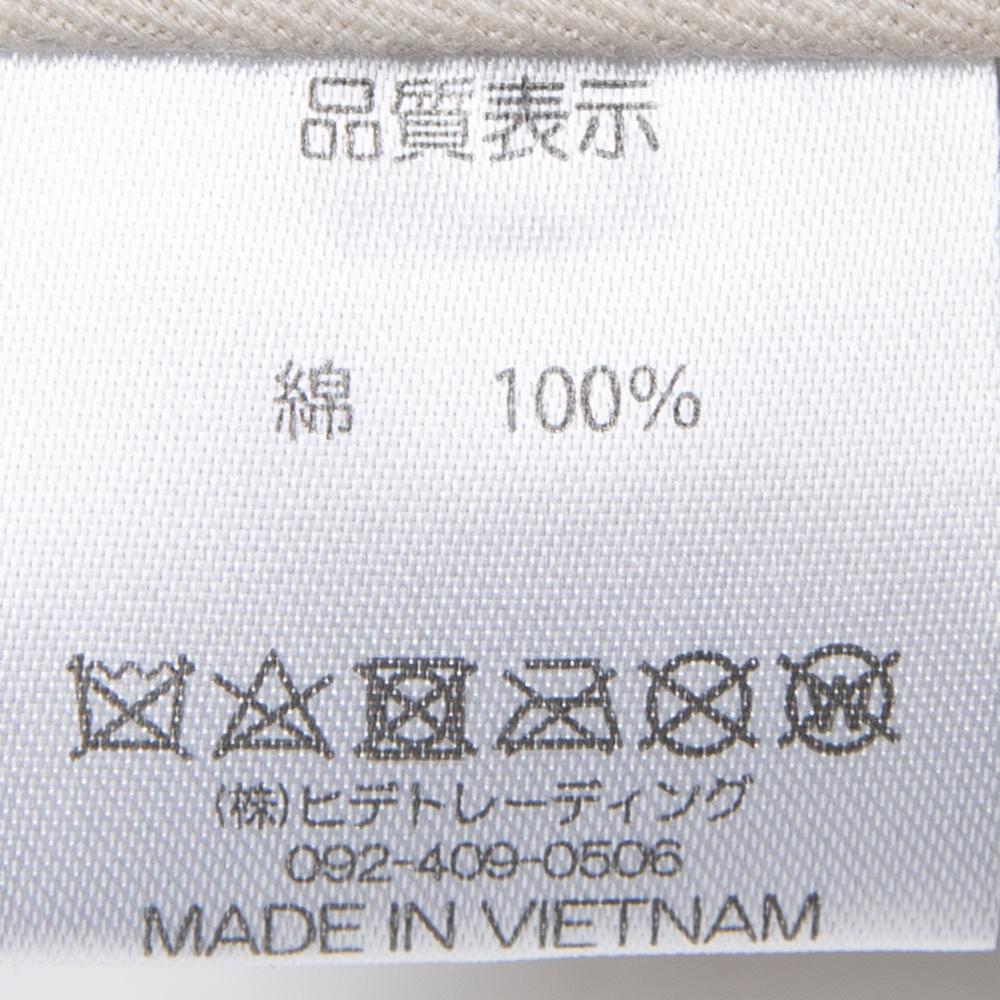 品質表示
綿 100%
W
(株)ヒデトレーディング
092-409-0506
MADE IN VIETNAM